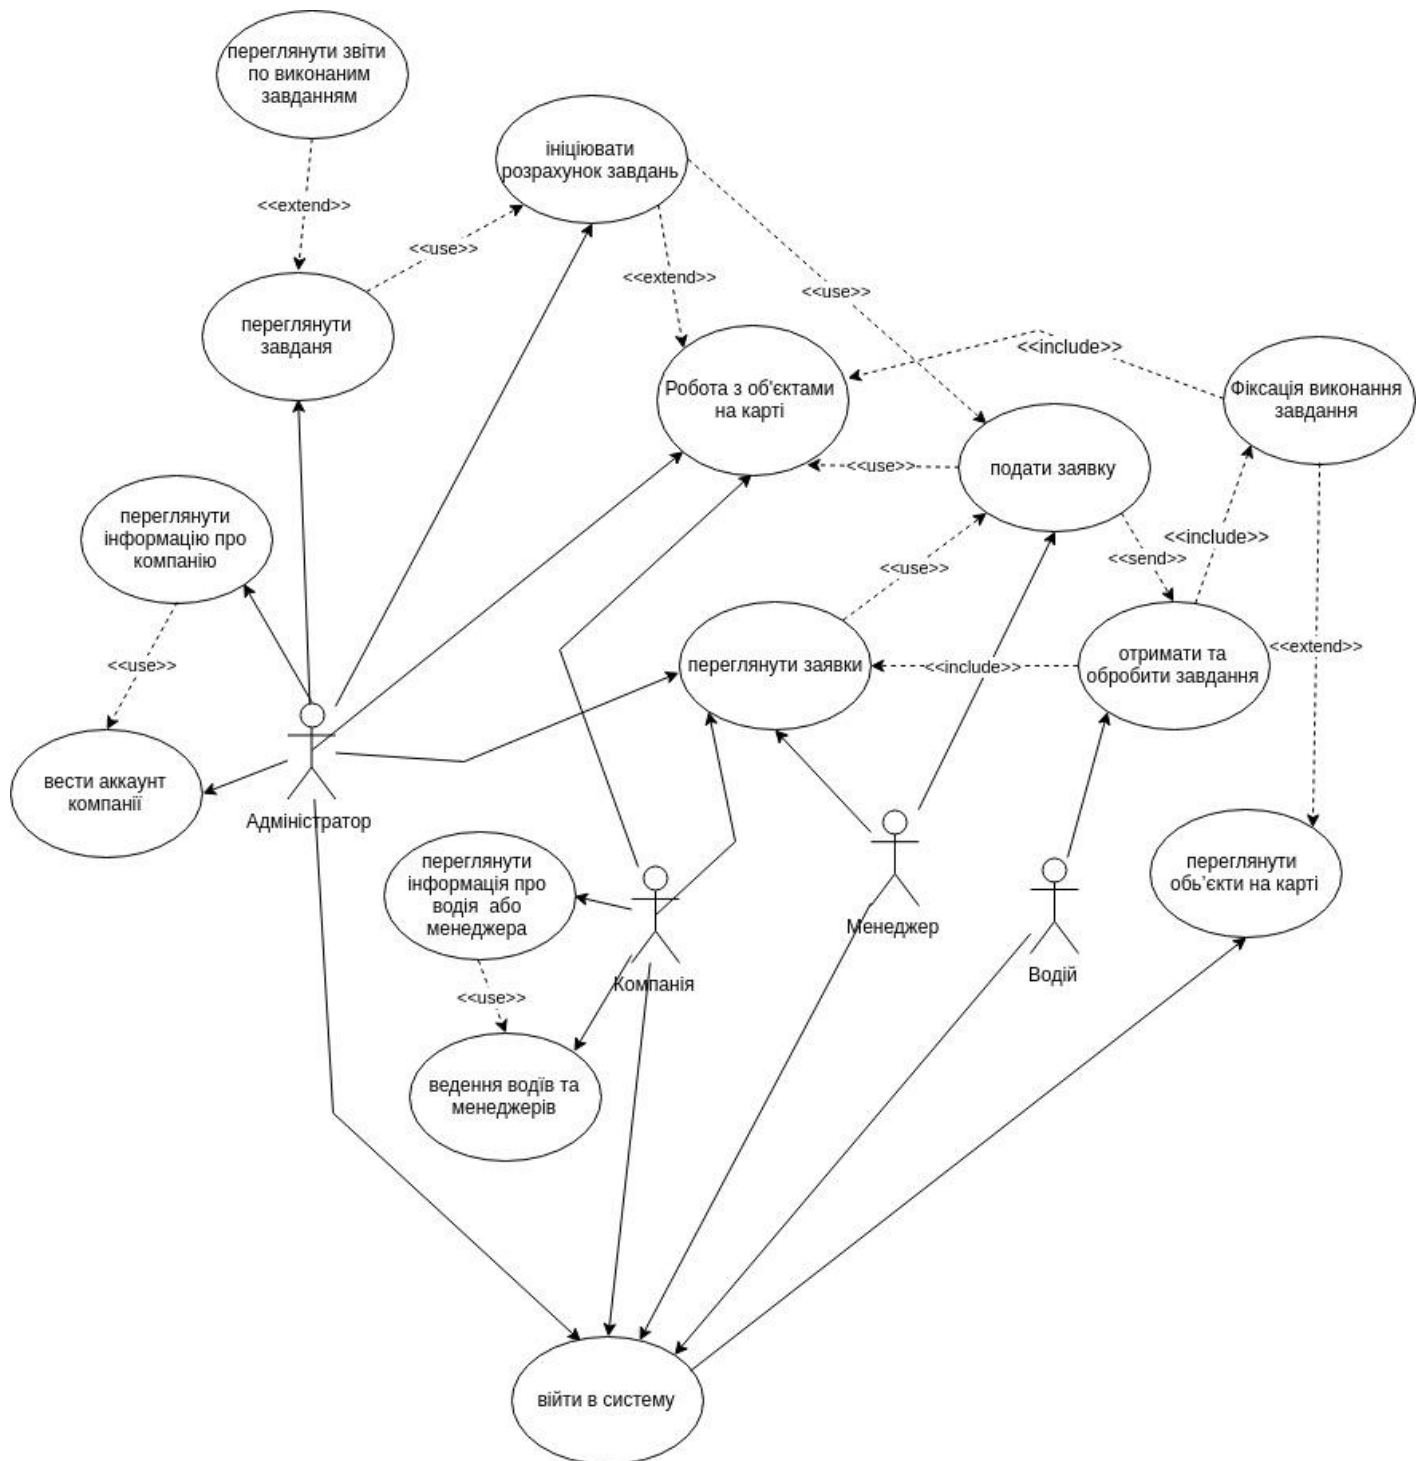 переглянути звіти
по виконаним
завданням
ініціювати
розрахунок завдань
<<extend>>
<<use>>
<<extend>>
<<use>>
переглянути
завданя
<<include>>
Робота з об'єктами
на карті
Фіксація виконання
завдання
<<use>>
подати заявку
переглянути
інформацію про
компанію
<<include>>
<<send>>
<<use>>
<<use>>
переглянути заявки
<<include>>
отримати та
обробити завдання
<<extend>>
вести аккаунт
компанії
Адміністратор
переглянути
інформація про
водія або
менеджера
переглянути
обь'єкти на карті
Менеджер
Водій
Компанія
<<use>>
ведення водїв та
менеджерів
війти в систему